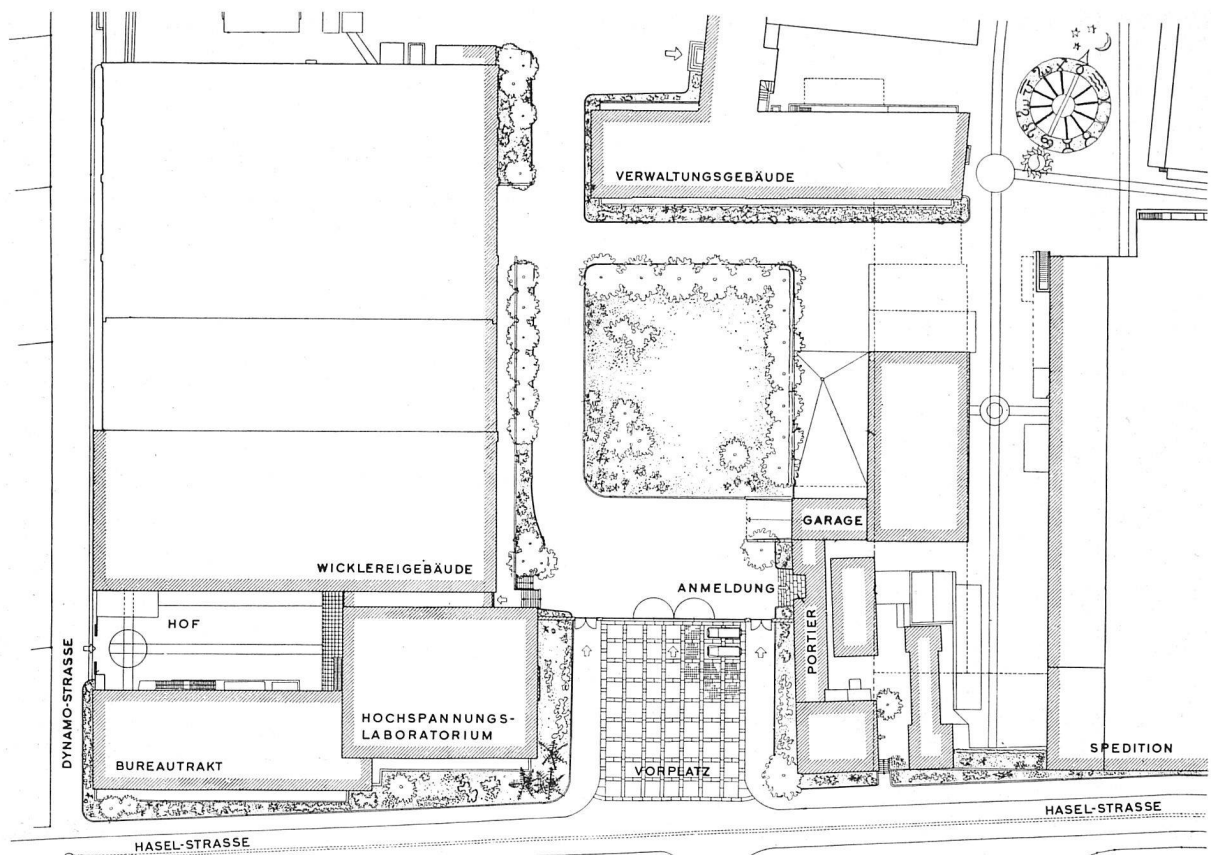 VERWALTUNGSGEBÄUDE
GARAGE
WICKLEREIGEBÄUDE
ANMELDUNG
HOF
PORTIER
DYNAMO-STRASSE
HOCHSPANNUNGS-
LABORATORIUM
BUREAUTRAKT
VORPLATZ
SPEDITION
HASEL-STRASSE
HASEL-STRASSE